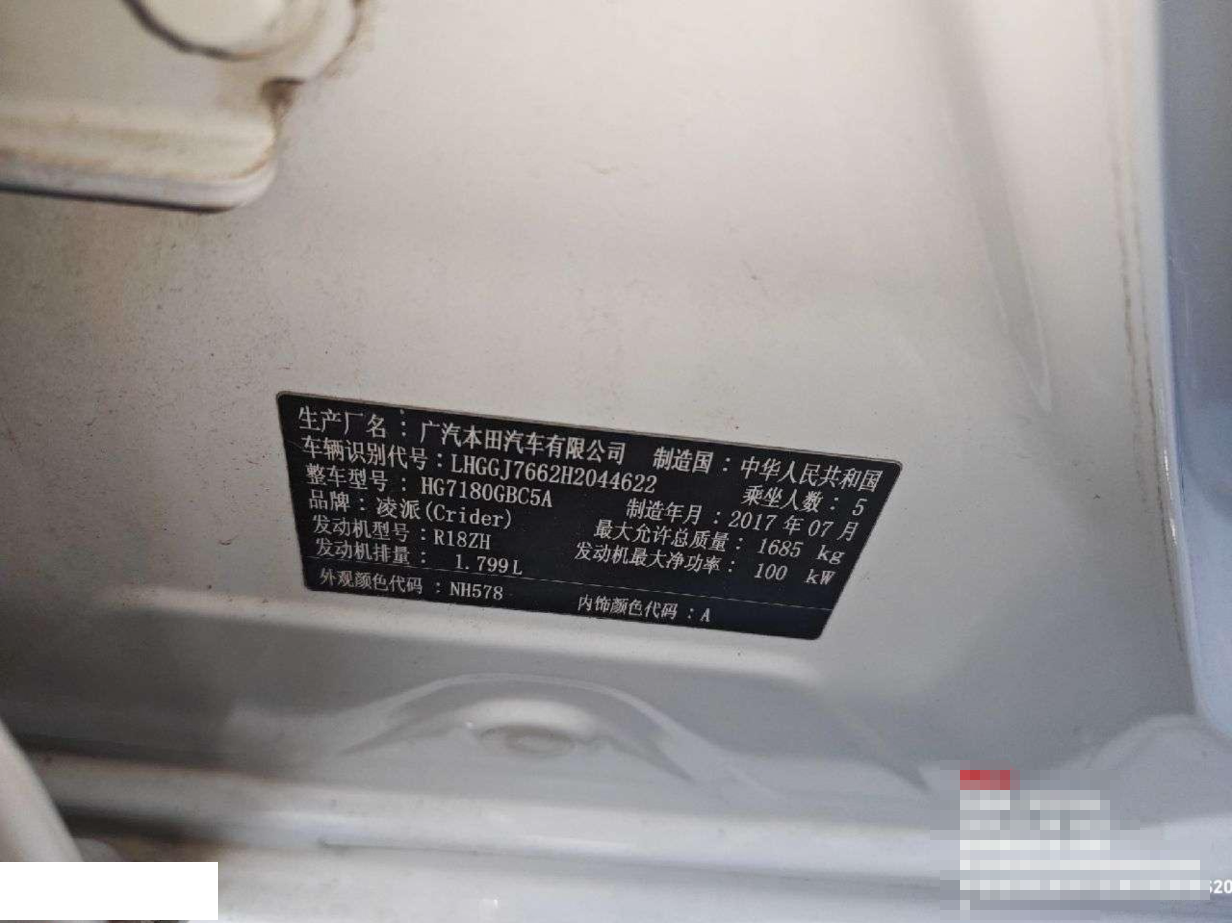 生产厂名：广汽本田汽车有限公司 制造国：中华人民共和国
车辆识别代号：LHGGJ7662H2044622 乘坐人数：5
整车型号：HG7180GBC5A 制造年月：2017年07月
品牌：凌派(Crider) 最大允许总质量：1685 kg
发动机型号：R18ZH 发动机最大净功率：100 kW
发动机排量：1.799L
外观颜色代码：NH578 内饰颜色代码：A